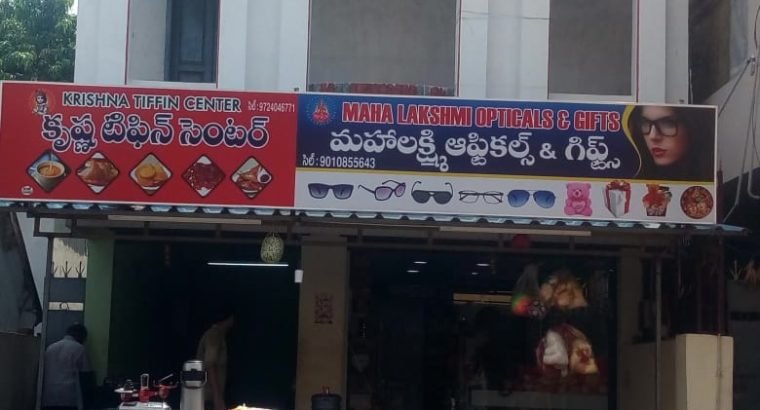 KRISHNA TIFFIN CENTER సెల్ : 9724046771
కృష్ణ టిఫిన్ సెంటర్
MAHA LAKSHMI OPTICALS & GIFTS
మహాలక్ష్మి ఆప్టికల్స్ & గిఫ్ట్స్
సెల్ : 9010855643